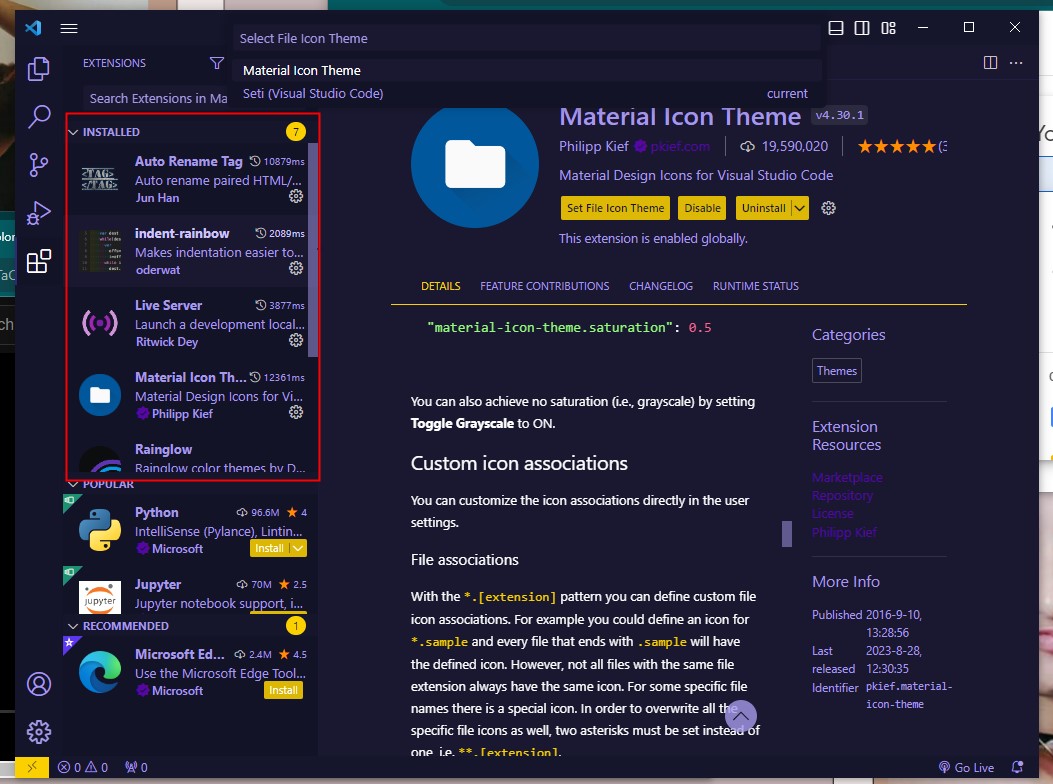 Select File Icon Theme
EXTENSIONS
Material Icon Theme
Search Extensions in Ma
Seti (Visual Studio Code)
current
INSTALLED
7
Auto Rename Tag
10879ms
Auto rename paired HTML/...
Jun Han
indent-rainbow
2089ms
Makes indentation easier to...
oderwat
Live Server
3877ms
Launch a development local...
Ritwick Dey
Material Icon Th...
12361ms
Material Design Icons for Vi...
Philipp Kief
Rainglow
Rainglow color themes by D...
POPULAR
Python
96.6M
4
IntelliSense (Pylance), Lintin...
Microsoft
Install
jupyter
Jupyter
70M
2.5
Jupyter notebook support, i...
RECOMMENDED
1
Microsoft Ed...
2.4M
4.5
Use the Microsoft Edge Tool...
Microsoft
Install
Material Icon Theme
v4.30.1
Philipp Kief
pkief.com
19,590,020
Material Design Icons for Visual Studio Code
Set File Icon Theme
Disable
Uninstall
This extension is enabled globally.
DETAILS
FEATURE CONTRIBUTIONS
CHANGELOG
RUNTIME STATUS
"material-icon-theme.saturation": 0.5
You can also achieve no saturation (i.e., grayscale) by setting
Toggle Grayscale to ON.
Custom icon associations
You can customize the icon associations directly in the user
settings.
File associations
With the *.[extension] pattern you can define custom file
icon associations. For example you could define an icon for
*.sample and every file that ends with .sample will have
the defined icon. However, not all files with the same file
extension always have the same icon. For some specific file
names there is a special icon. In order to overwrite all the
specific file icons as well, two asterisks must be set instead of
one, i.e. **.[extension].
Categories
Themes
Extension
Resources
Marketplace
Repository
License
Philipp Kief
More Info
Published 2016-9-10,
13:28:56
Last 2023-8-28,
released 12:30:35
Identifier pkief.material-
icon-theme
0
0
0
Go Live